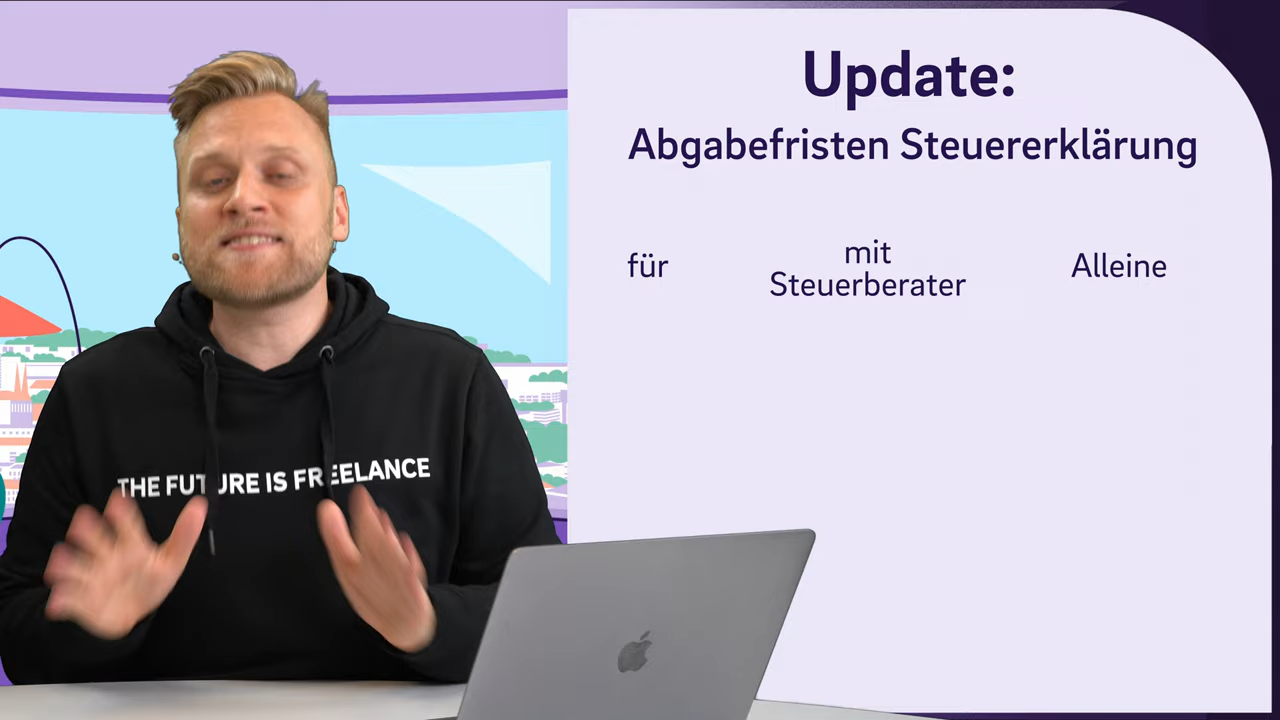 Update:
Abgabefristen Steuererklärung
für
mit
Steuerberater
Alleine
THE FUTURE IS FREELANCE